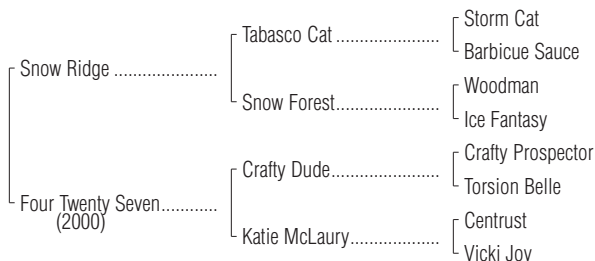 Storm Cat
Tabasco Cat ....................
Barbicue Sauce
Snow Ridge ....................
Woodman
Snow Forest....................
Ice Fantasy
Crafty Prospector
Crafty Dude.....................
Torsion Belle
Four Twenty Seven...........
(2000)
Centrust
Katie McLaury.................
Vicki Joy